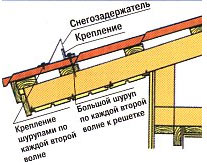 Снегозадержатель
Крепление
Крепление
шурупами по
каждой второй
волне
Большой шуруп
по каждой второй
волне к решетке